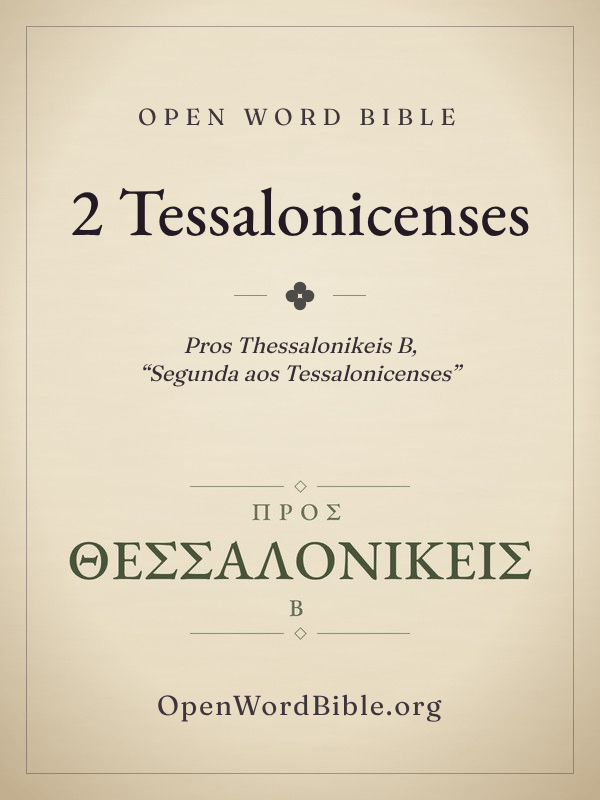 OPEN WORD BIBLE
2 Tessalonicenses
Pros Thessalonikeis B,
“Segunda aos Tessalonicenses”
ΠΡΟΣ
ΘΕΣΣΑΛΟΝΙΚΕΙΣ
Β
OpenWordBible.org